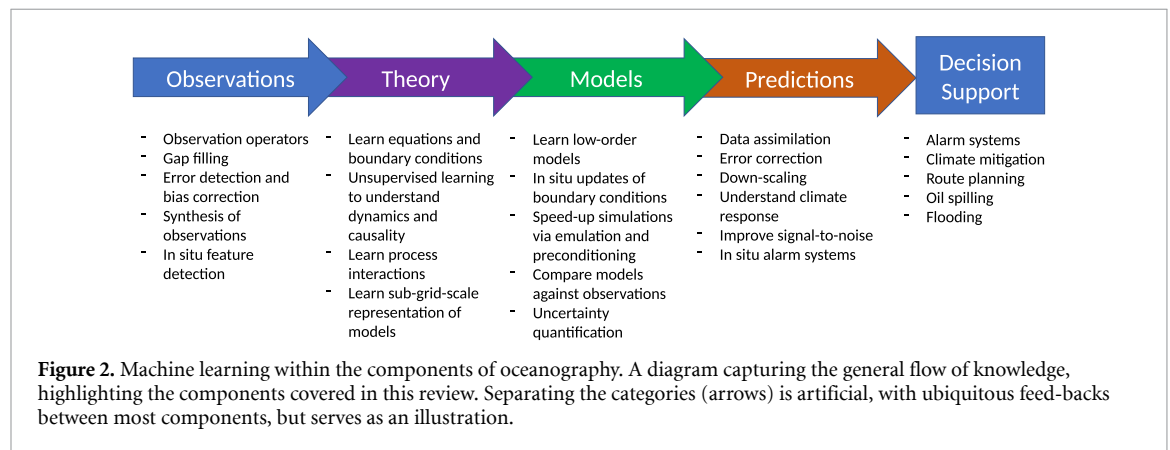 Observations
Theory
Models
Predictions
Decision
Support
- Observation operators
- Gap filling
- Error detection and
bias correction
- Synthesis of
observations
- In situ feature
detection
- Learn equations and
boundary conditions
- Unsupervised learning
to understand
dynamics and
causality
- Learn process
interactions
- Learn sub-grid-scale
representation of
models
- Learn low-order
models
- In situ updates of
boundary conditions
- Speed-up simulations
via emulation and
preconditioning
- Compare models
against observations
- Uncertainty
quantification
- Data assimilation
- Error correction
- Down-scaling
- Understand climate
response
- Improve signal-to-noise
- In situ alarm systems
- Alarm systems
- Climate mitigation
- Route planning
- Oil spilling
- Flooding
Figure 2. Machine learning within the components of oceanography. A diagram capturing the general flow of knowledge,
highlighting the components covered in this review. Separating the categories (arrows) is artificial, with ubiquitous feed-backs
between most components, but serves as an illustration.